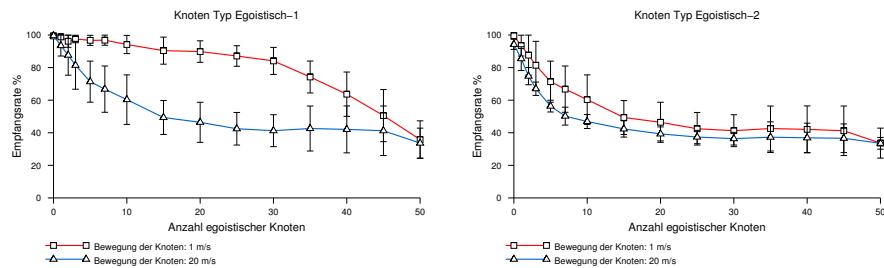 Knoten Typ Egoistisch−1
100
80
60
40
20
0
Empfangsrate %
0 10 20 30 40 50
Anzahl egoistischer Knoten
Bewegung der Knoten: 1 m/s
Bewegung der Knoten: 20 m/s
Knoten Typ Egoistisch−2
100
80
60
40
20
0
Empfangsrate %
0 10 20 30 40 50
Anzahl egoistischer Knoten
Bewegung der Knoten: 1 m/s
Bewegung der Knoten: 20 m/s